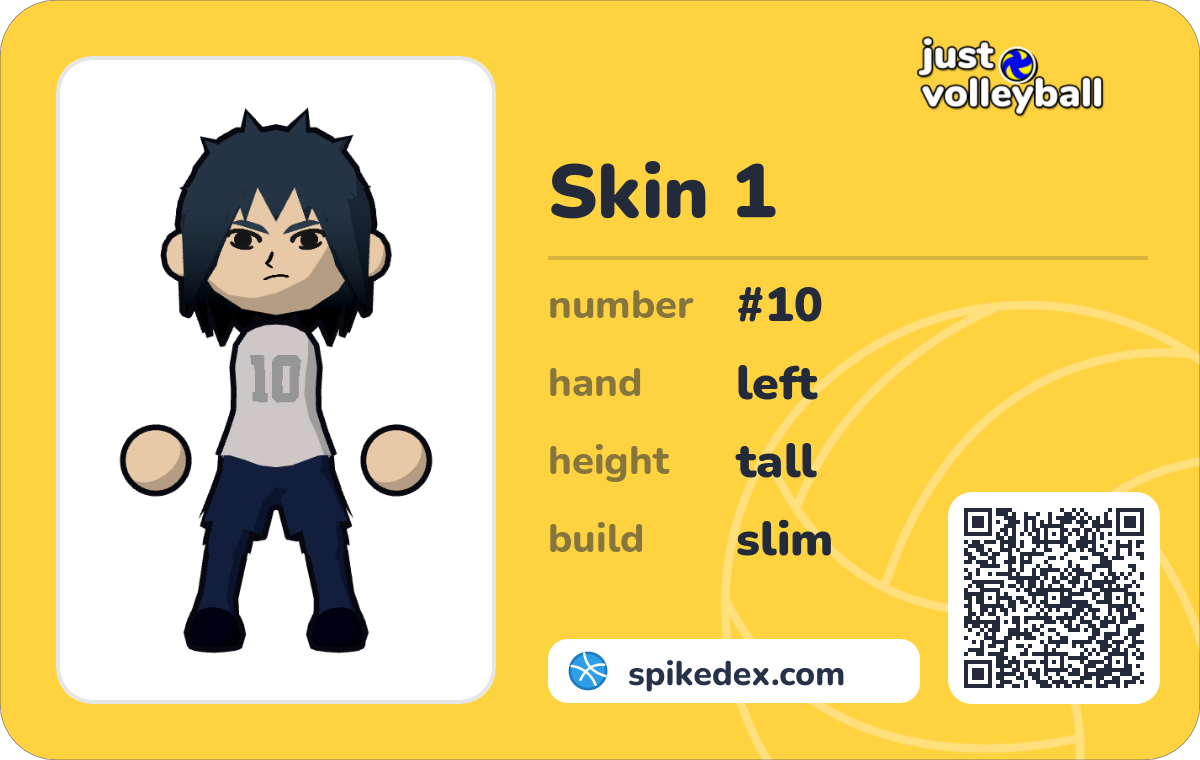 just
volleyball
Skin 1
number #10
hand left
height tall
build slim
10
spikedex.com